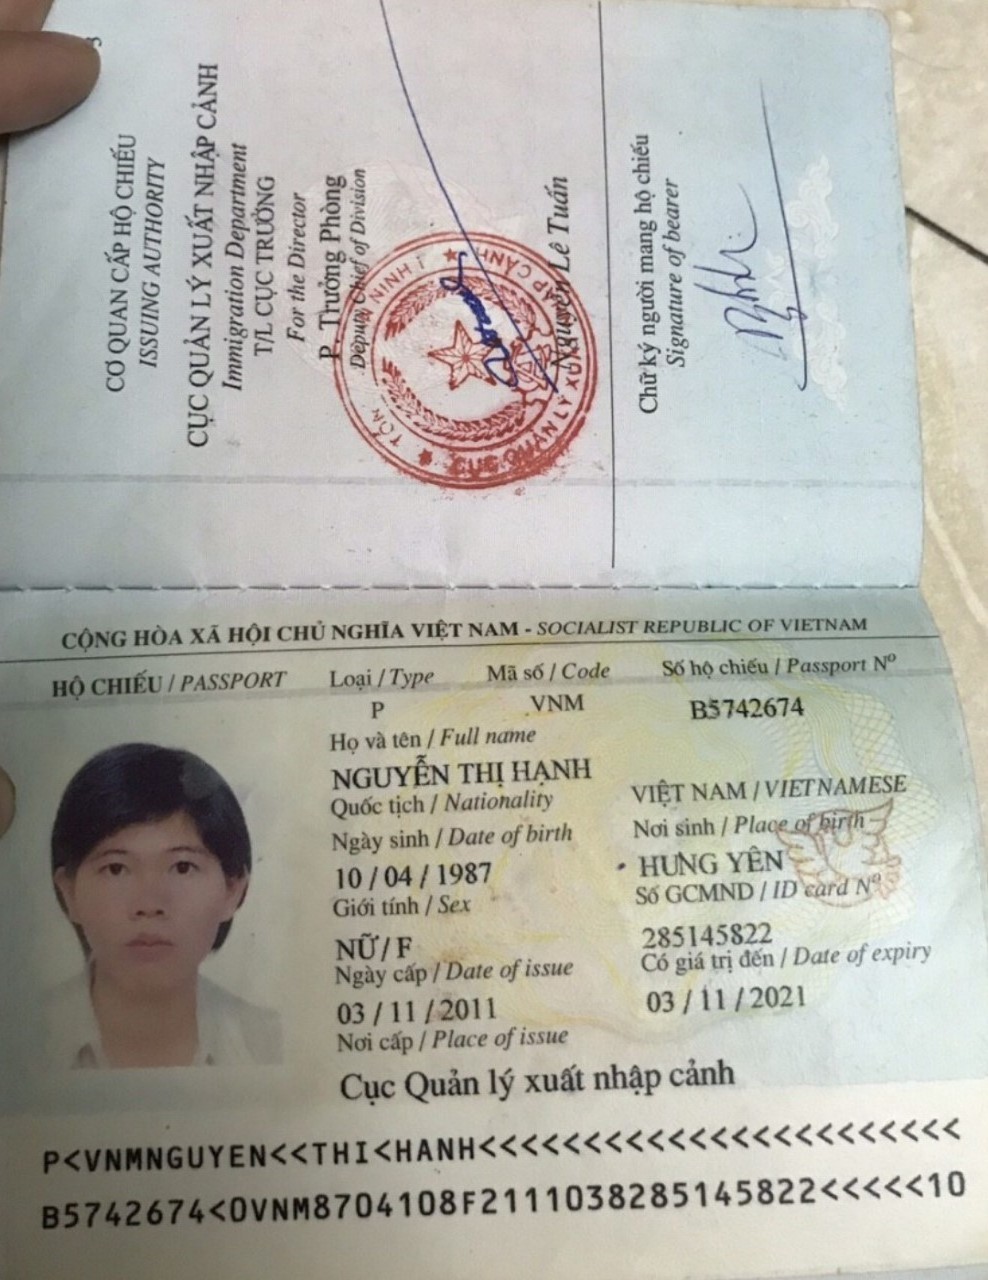 CƠ QUAN CẤP HỘ CHIẾU
ISSUING AUTHORITY
CỤC QUẢN LÝ XUẤT NHẬP CẢNH
Immigration Department
T/L CỤC TRƯỞNG
For the Director
P. Trưởng Phòng
Deputy Chief of Division
CỤC QUẢN LÝ XUẤT NHẬP CẢNH
Nguyễn Lê Tuấn
Chữ ký người mang hộ chiếu
Signature of bearer
CỘNG HÒA XÃ HỘI CHỦ NGHĨA VIỆT NAM - SOCIALIST REPUBLIC OF VIETNAM
HỘ CHIẾU / PASSPORT Loại / Type Mã số / Code Số hộ chiếu / Passport Nº
P VNM B5742674
Họ và tên / Full name
NGUYỄN THỊ HẠNH
Quốc tịch / Nationality VIỆT NAM / VIETNAMESE
Ngày sinh / Date of birth Nơi sinh / Place of birth
10 / 04 / 1987 HƯNG YÊN
Giới tính / Sex Số GCMND / ID card Nº
NỮ / F 285145822
Ngày cấp / Date of issue Có giá trị đến / Date of expiry
03 / 11 / 2011 03 / 11 / 2021
Nơi cấp / Place of issue
Cục Quản lý xuất nhập cảnh
P<VNMNGUYEN<<THI<HANH<<<<<<<<<<<<<<<<<<<<<<<
B5742674<0VNM8704108F2111038285145822<<<<<10